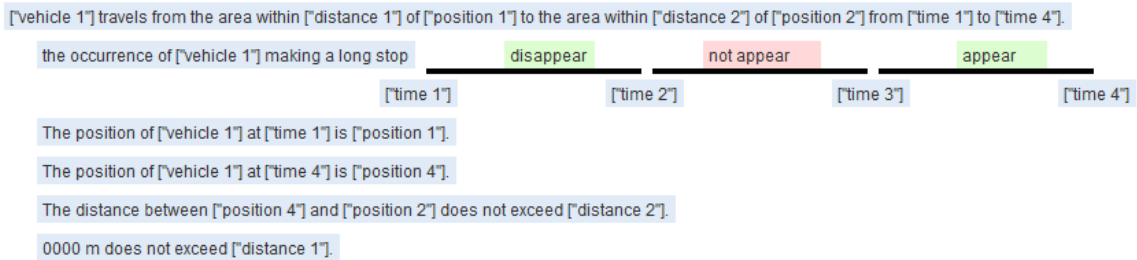 ["vehicle 1"] travels from the area within ["distance 1"] of ["position 1"] to the area within ["distance 2"] of ["position 2"] from ["time 1"] to ["time 4"].
the occurrence of ["vehicle 1"] making a long stop disappear not appear appear
["time 1"] ["time 2"] ["time 3"] ["time 4"]
The position of ["vehicle 1"] at ["time 1"] is ["position 1"].
The position of ["vehicle 1"] at ["time 4"] is ["position 4"].
The distance between ["position 4"] and ["position 2"] does not exceed ["distance 2"].
0000 m does not exceed ["distance 1"].